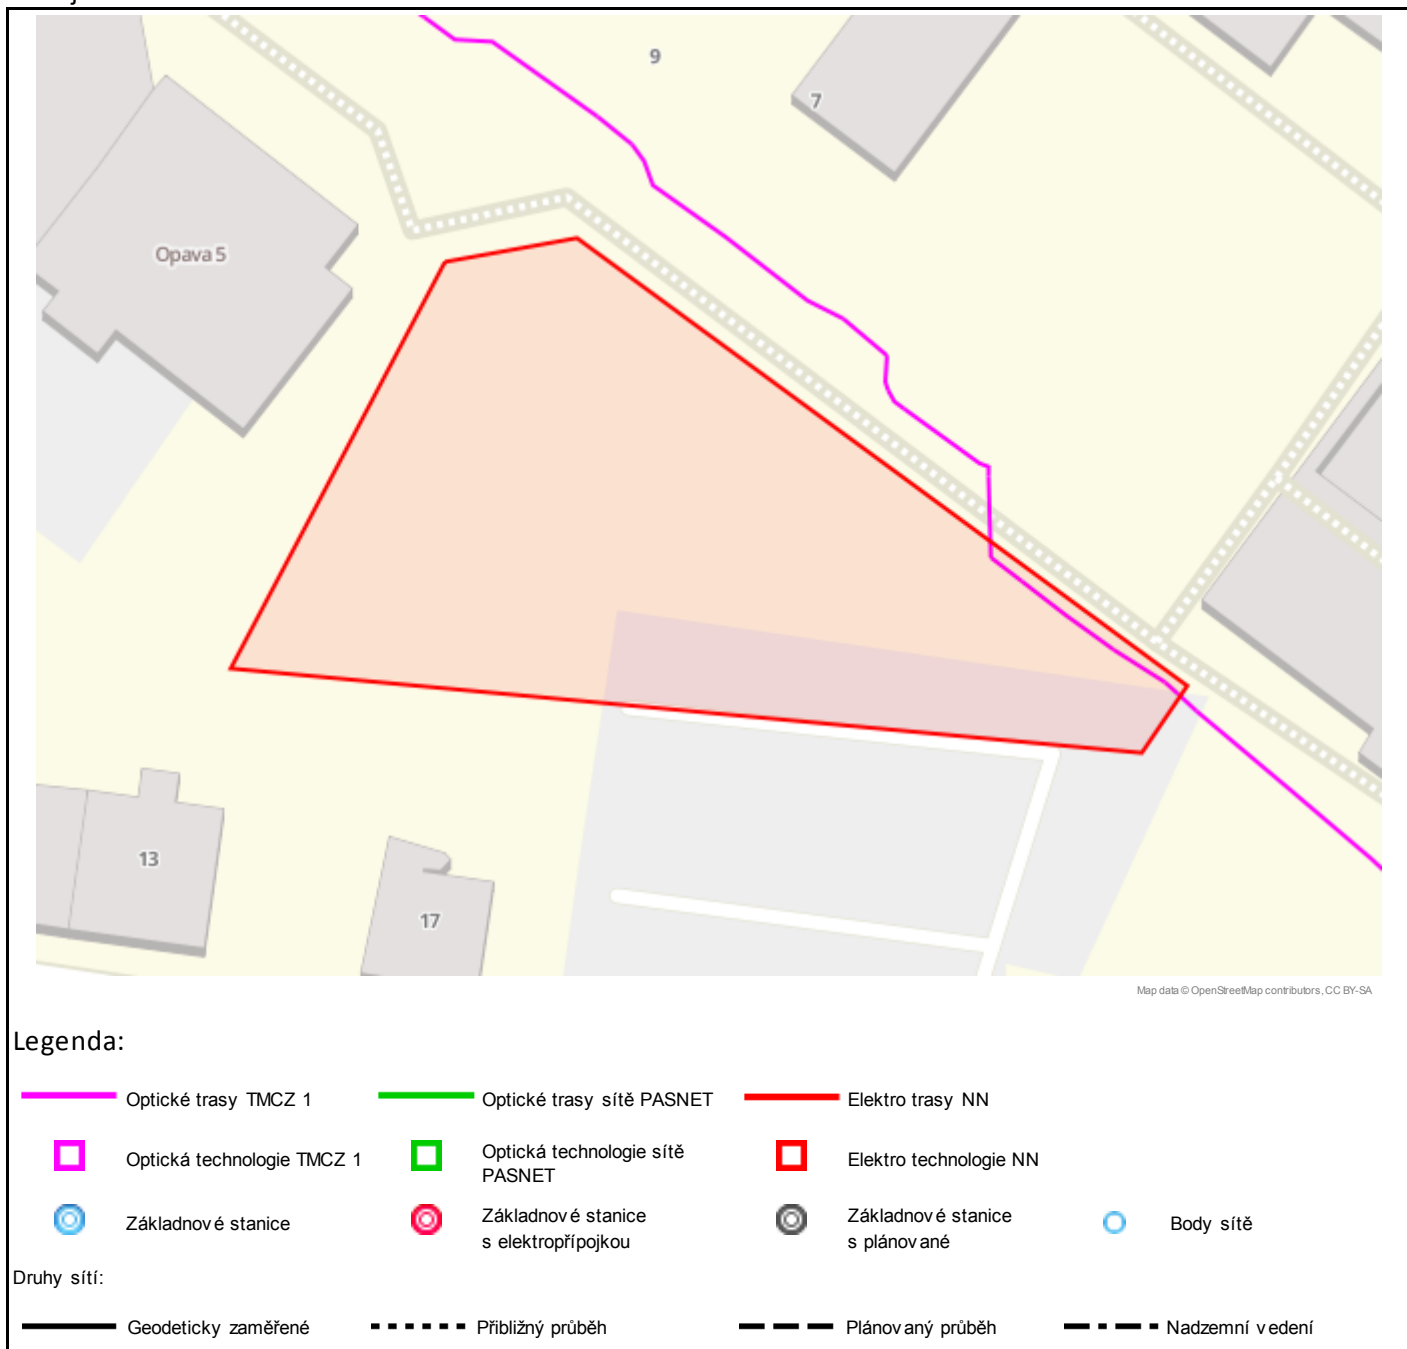 9
7
Opava 5
13
17
Map data © OpenStreetMap contributors, CC BY-SA
Legenda:
Optické trasy TMCZ 1
Optické trasy sítě PASNET
Elektro trasy NN
Optická technologie TMCZ 1
Optická technologie sítě
PASNET
Elektro technologie NN
Základnové stanice
Základnové stanice
s elektropřípojkou
Základnové stanice
s plánované
Body sítě
Druhy sítí:
Geodeticky zaměřené
Přibližný průběh
Plánovaný průběh
Nadzemní vedení